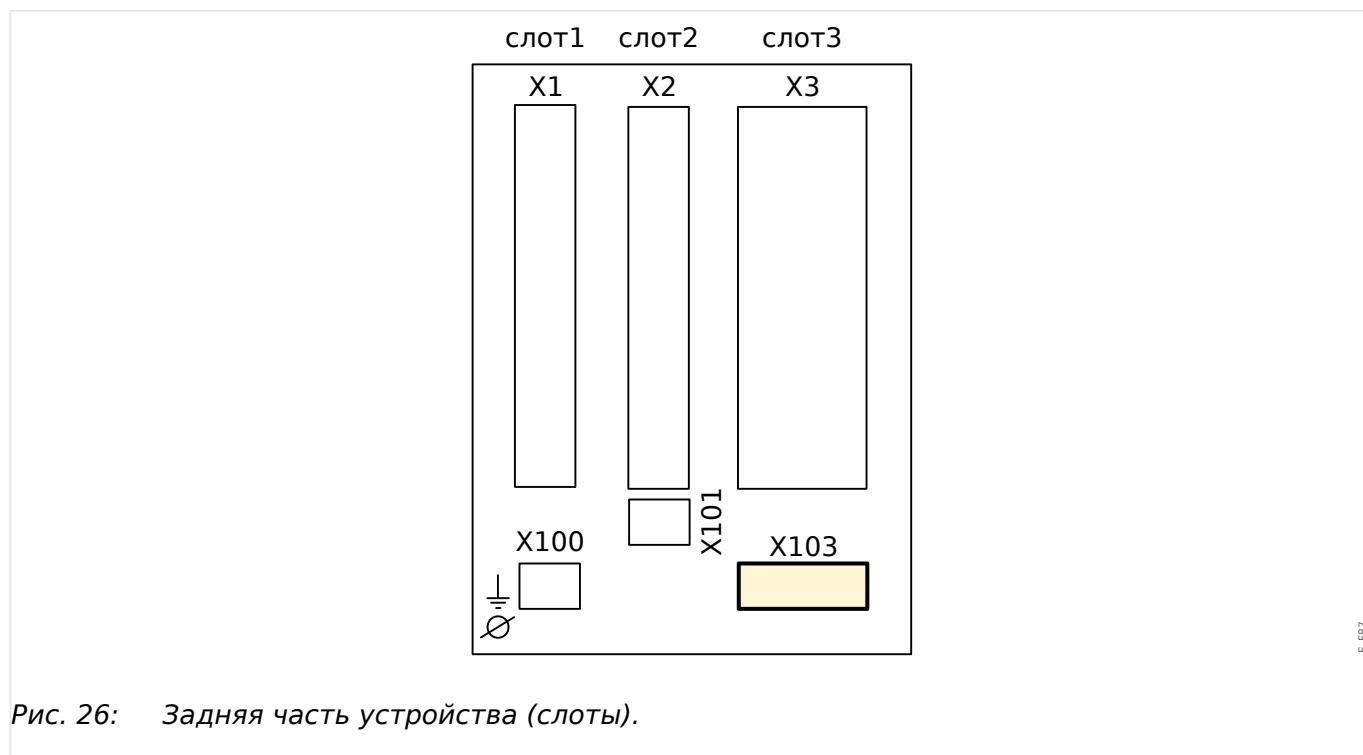 слот1 слот2 слот3
X1 X2 X3
X101
X100 X103
Рис. 26: Задняя часть устройства (слоты).